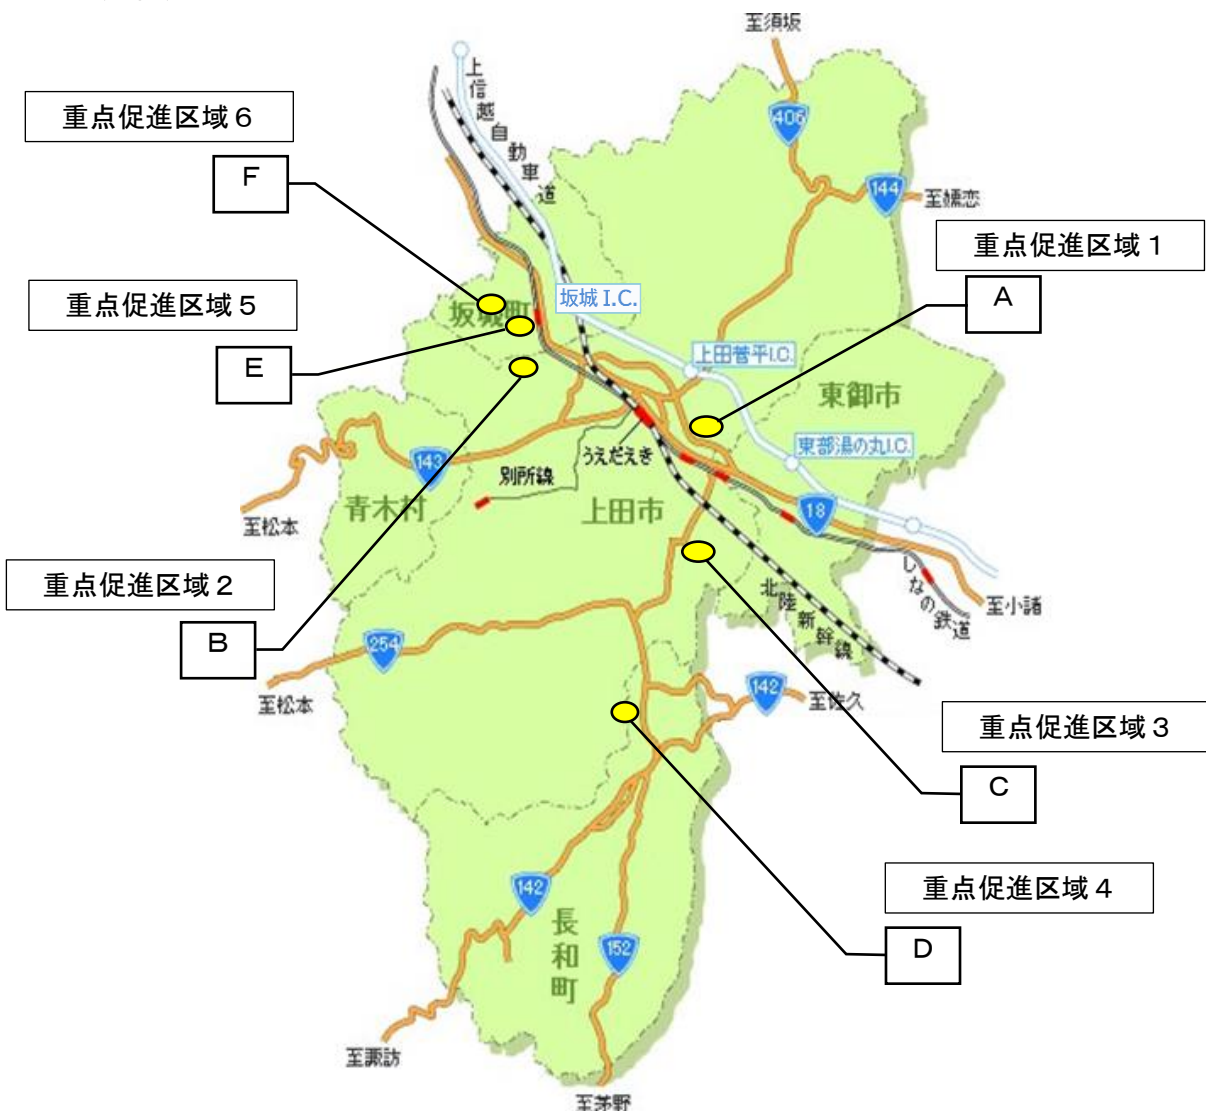 至須坂
上信越自動車道
重点促進区域6
406
F
144
至嬬恋
重点促進区域1
A
重点促進区域5
坂城I.C.
坂城町
E
上田菅平I.C.
東御市
うえだえき
東部湯の丸I.C.
143
別所線
青木村
上田市
18
至松本
しなの鉄道
重点促進区域2
北陸新幹線
至小諸
B
254
142
至佐久
至松本
重点促進区域3
C
重点促進区域4
142
長和町
D
152
至諏訪
至茅野